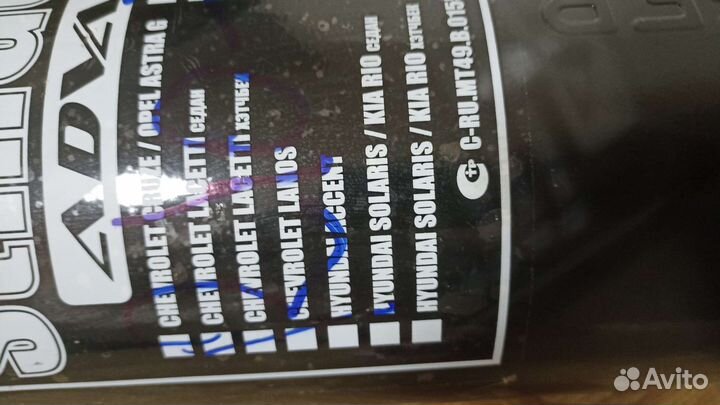 ADVA
CHEVROLET CRUZE / OPEL ASTRA G
CHEVROLET LACETTI СЕДАН
CHEVROLET LACETTI ХЭТЧБЕК
CHEVROLET LANOS
HYUNDAI ACCENT
HYUNDAI SOLARIS / KIA RIO СЕДАН
HYUNDAI SOLARIS / KIA RIO ХЭТЧБЕК
C-RU.MT49.B.015
Avito